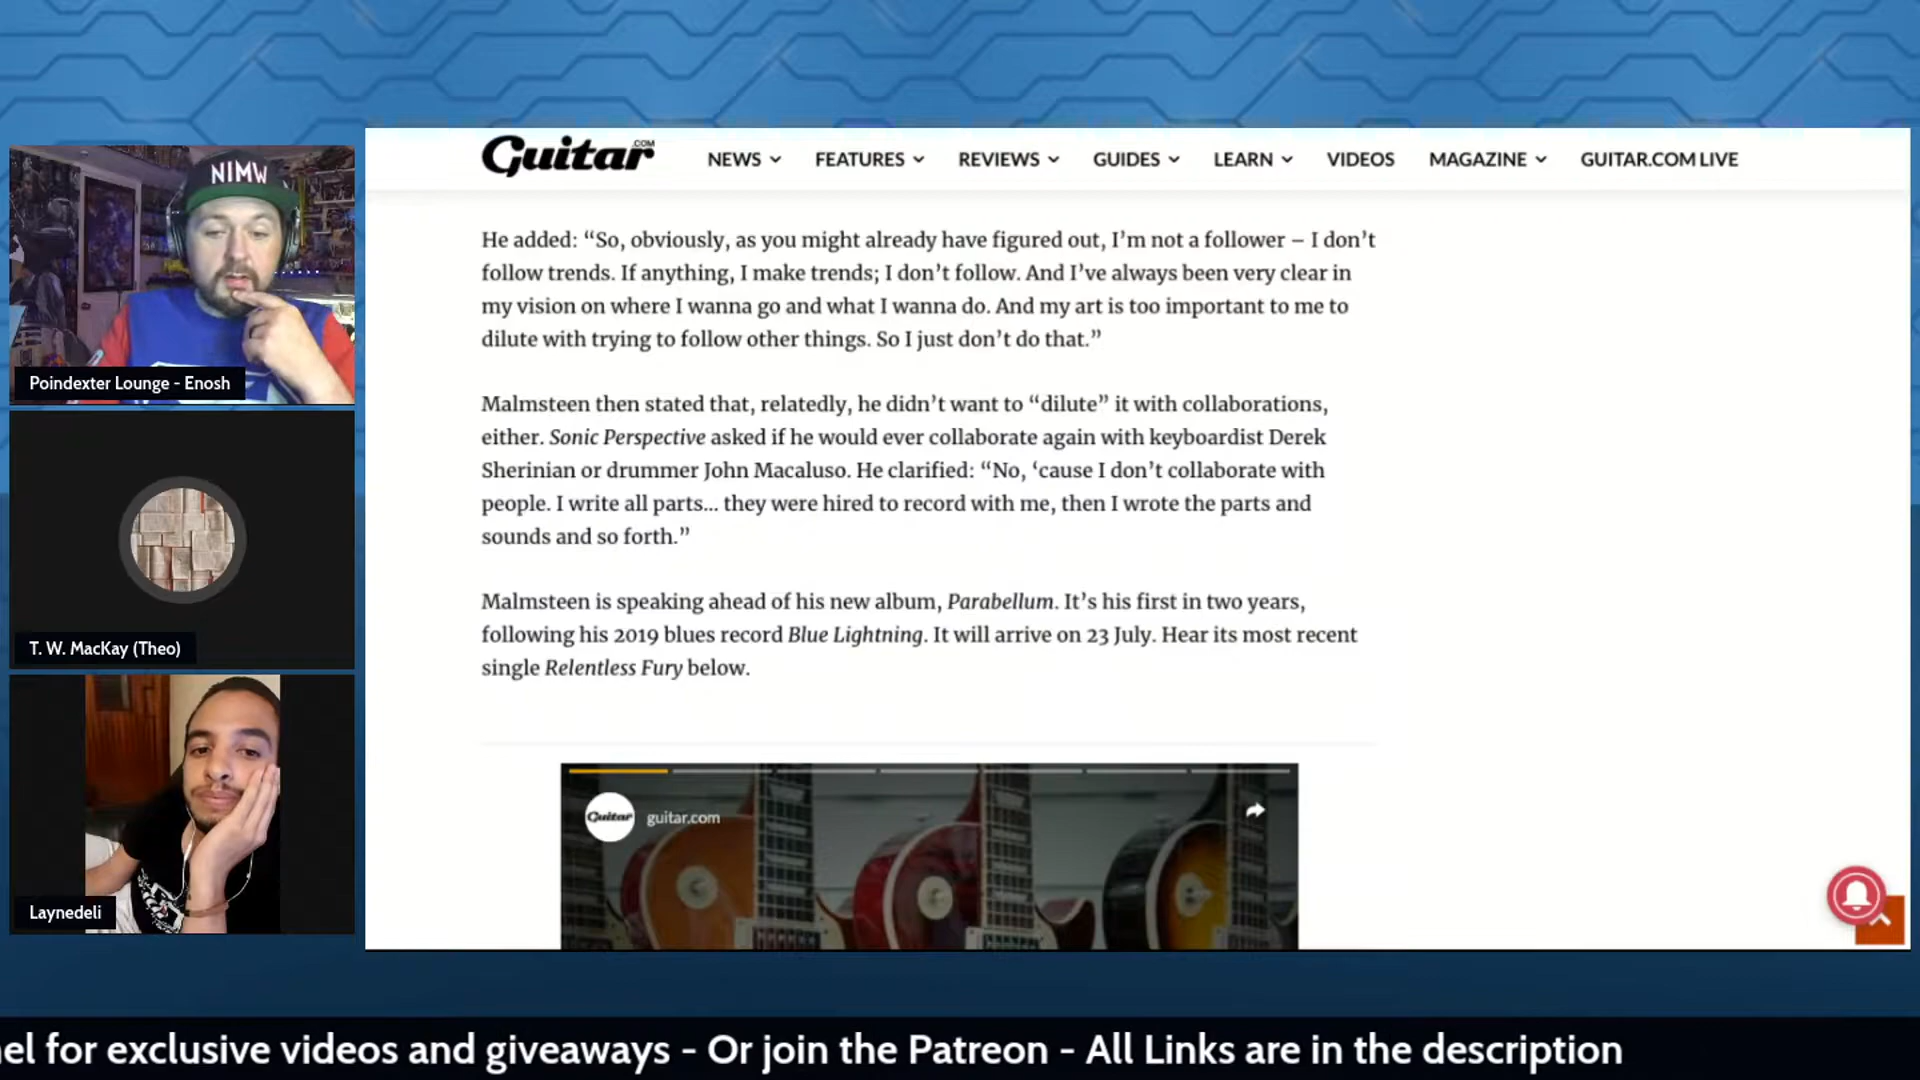 Guitar.COM
NEWS FEATURES REVIEWS GUIDES LEARN VIDEOS MAGAZINE GUITAR.COM LIVE
NIMW
Poindexter Lounge - Enosh
T. W. MacKay (Theo)
Laynedeli
He added: “So, obviously, as you might already have figured out, I’m not a follower – I don’t
follow trends. If anything, I make trends; I don’t follow. And I’ve always been very clear in
my vision on where I wanna go and what I wanna do. And my art is too important to me to
dilute with trying to follow other things. So I just don’t do that.”
Malmsteen then stated that, relatedly, he didn’t want to “dilute” it with collaborations,
either. Sonic Perspective asked if he would ever collaborate again with keyboardist Derek
Sherinian or drummer John Macaluso. He clarified: “No, ‘cause I don’t collaborate with
people. I write all parts… they were hired to record with me, then I wrote the parts and
sounds and so forth.”
Malmsteen is speaking ahead of his new album, Parabellum. It’s his first in two years,
following his 2019 blues record Blue Lightning. It will arrive on 23 July. Hear its most recent
single Relentless Fury below.
Guitar guitar.com
el for exclusive videos and giveaways - Or join the Patreon - All Links are in the description